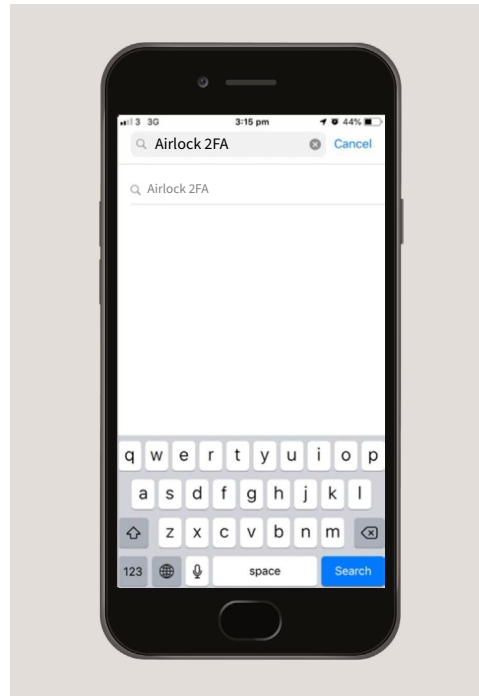 3 3G 3:15 pm 44%
Airlock 2FA Cancel
Airlock 2FA
q w e r t y u i o p
a s d f g h j k l
z x c v b n m
123 space Search